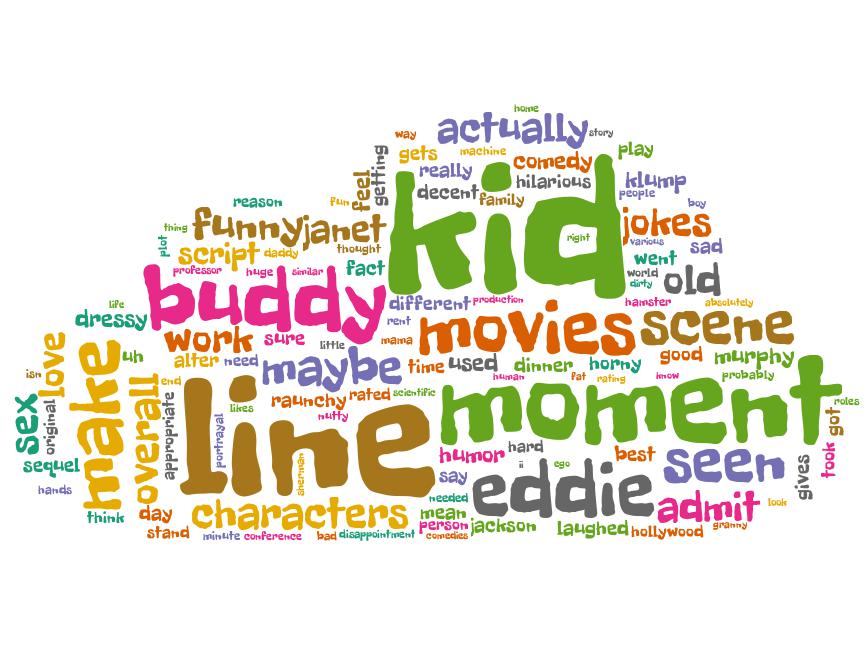 home
way
actually
story
gets
machine
play
getting
feel
really
comedy
decent
hilarious
klump
family
people
kid
reason
fun
boy
thing
funny
janet
jokes
right
various
plot
script
daddy
thought
went
sad
professor
huge
similar
fact
world
dirty
old
buddy
different
production
hamster
absolutely
life
dressy
rent
movies
scene
work
sure
mama
little
love
uh
alter
need
maybe
time
used
dinner
horny
good
murphy
isn
make
end
human
fat
rating
know
probably
overall
line
likes
raunchy
rated
scientific
moment
roles
sex
original
appropriate
nutty
got
portrayal
sequel
humor
hard
best
seen
took
sherman
ii
ego
say
eddie
gives
hands
needed
admit
look
think
day
characters
mean
person
jackson
laughed
hollywood
granny
stand
minute
conference
bad
disappointment
comedies